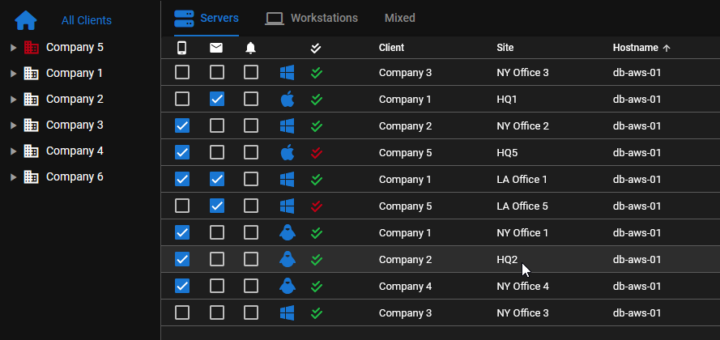 All Clients
Company 5
Company 1
Company 2
Company 3
Company 4
Company 6
Servers Workstations Mixed
Client Site Hostname
Company 3 NY Office 3 db-aws-01
Company 1 HQ1 db-aws-01
Company 2 NY Office 2 db-aws-01
Company 5 HQ5 db-aws-01
Company 1 LA Office 1 db-aws-01
Company 5 LA Office 5 db-aws-01
Company 1 NY Office 1 db-aws-01
Company 2 HQ2 db-aws-01
Company 4 NY Office 4 db-aws-01
Company 3 NY Office 3 db-aws-01